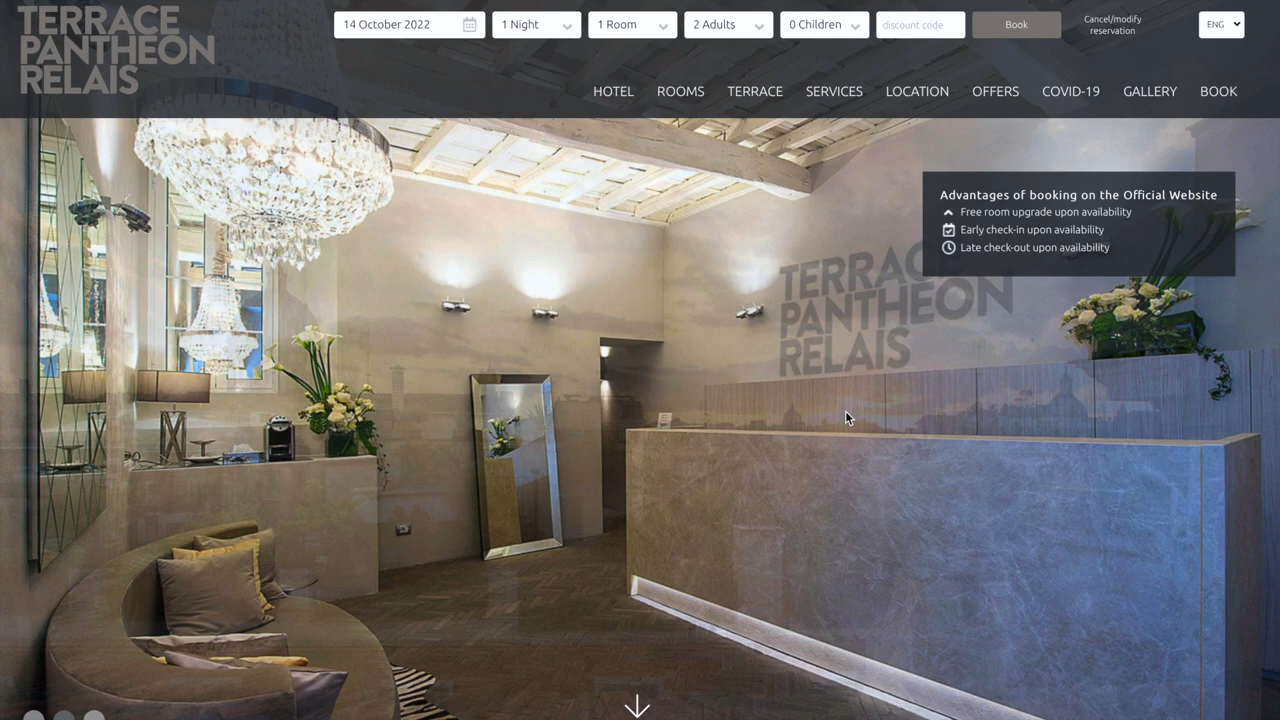 TERRACE
PANTHEON
RELAIS
14 October 2022
1 Night
1 Room
2 Adults
0 Children
discount code
Book
Cancel/modify
reservation
ENG
HOTEL ROOMS TERRACE SERVICES LOCATION OFFERS COVID-19 GALLERY BOOK
Advantages of booking on the Official Website
Free room upgrade upon availability
Early check-in upon availability
Late check-out upon availability
TERRACE
PANTHEON
RELAIS